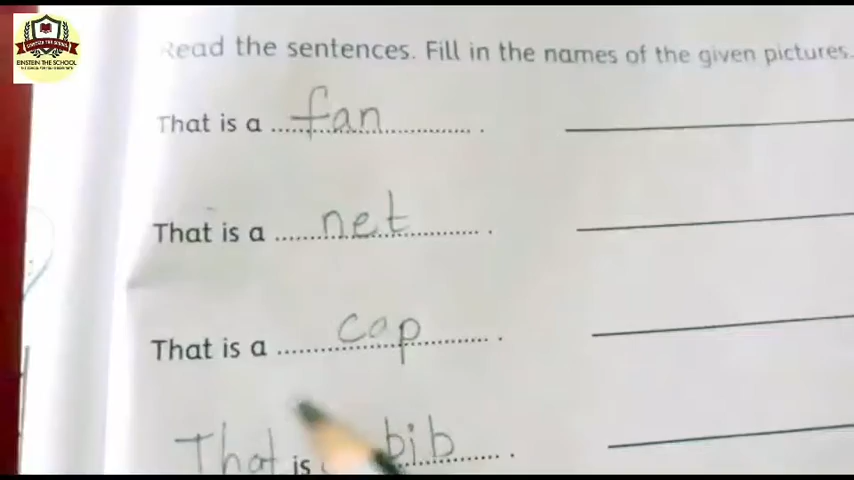 EINSTEIN THE SCHOOL
Read the sentences. Fill in the names of the given pictures.
That is a fan.
That is a net.
That is a cap.
That is bib.